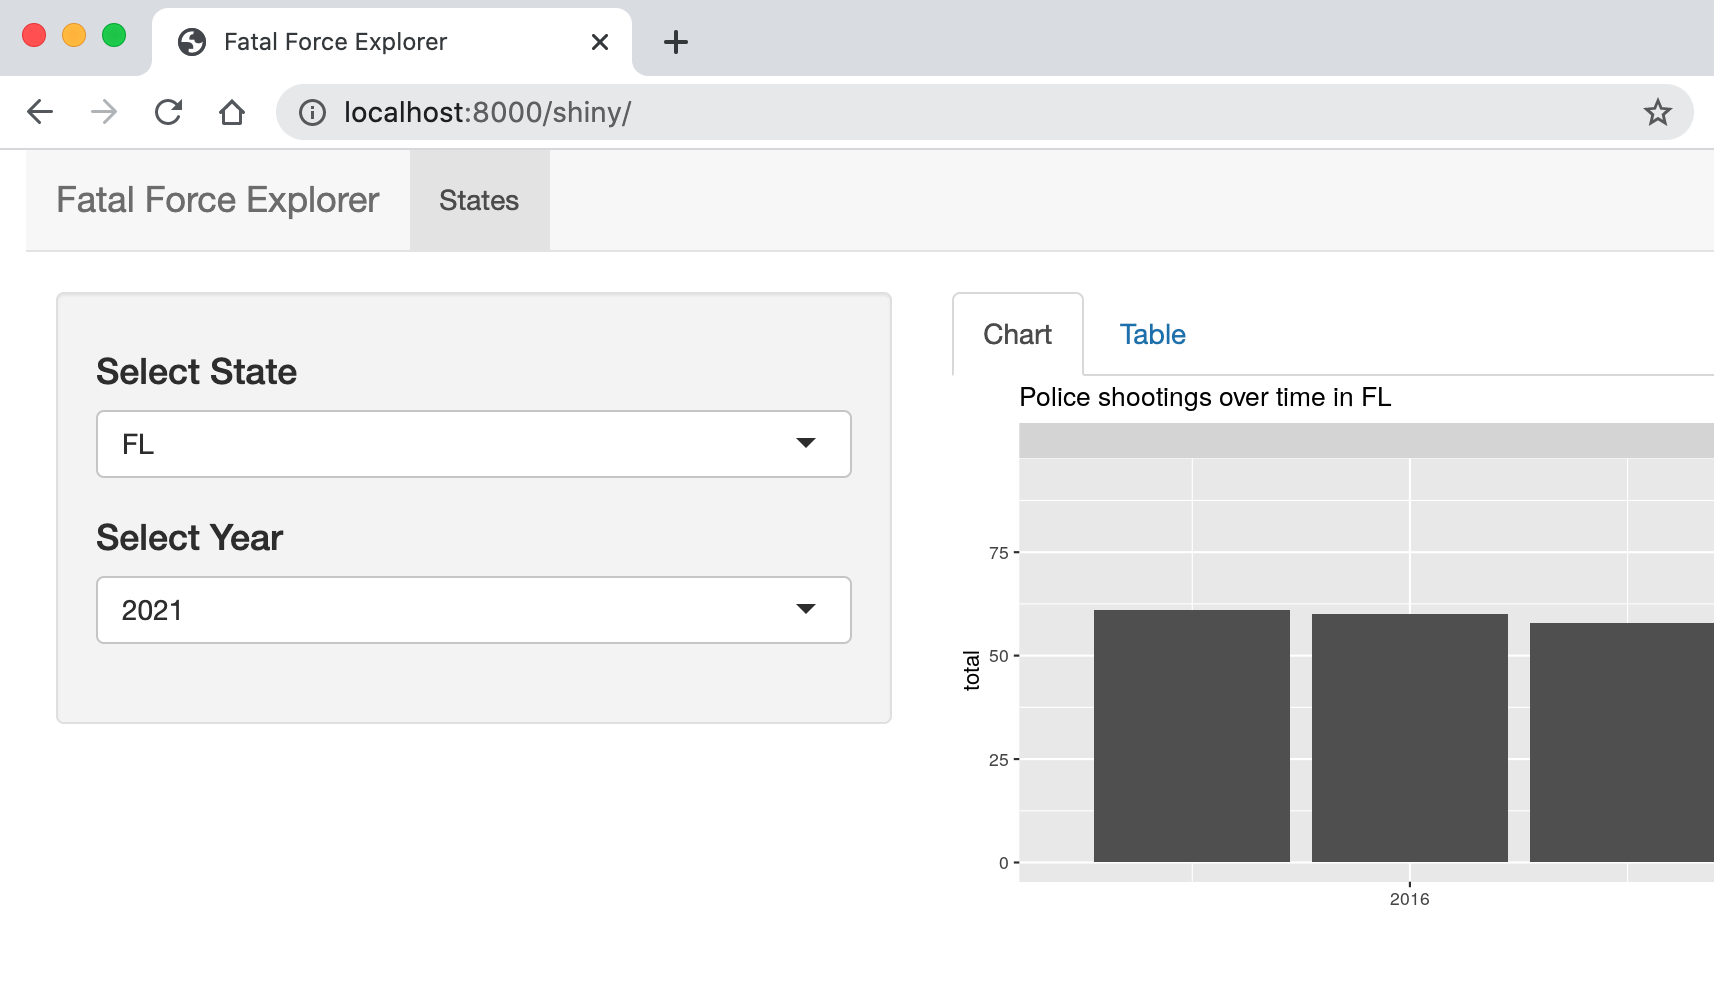 Fatal Force Explorer
localhost:8000/shiny/
Fatal Force Explorer
States
Select State
FL
Select Year
2021
Chart
Table
Police shootings over time in FL
75
50
25
0
total
2016